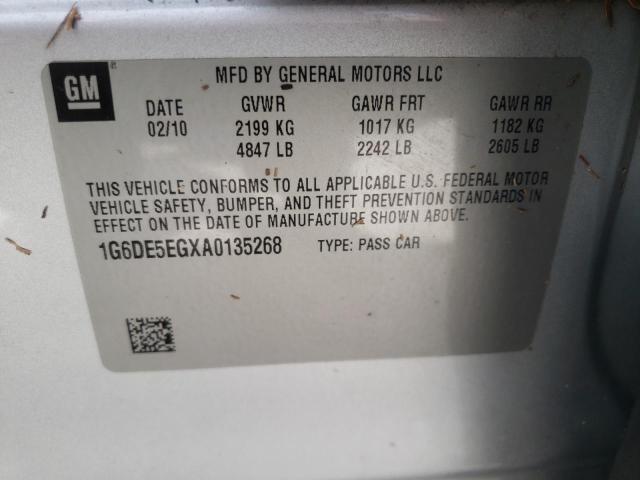 GM
MFD BY GENERAL MOTORS LLC
DATE GVWR GAWR FRT GAWR RR
02/10 2199 KG 1017 KG 1182 KG
4847 LB 2242 LB 2605 LB
THIS VEHICLE CONFORMS TO ALL APPLICABLE U.S. FEDERAL MOTOR
VEHICLE SAFETY, BUMPER, AND THEFT PREVENTION STANDARDS IN
EFFECT ON THE DATE OF MANUFACTURE SHOWN ABOVE.
1G6DE5EGXA0135268 TYPE: PASS CAR